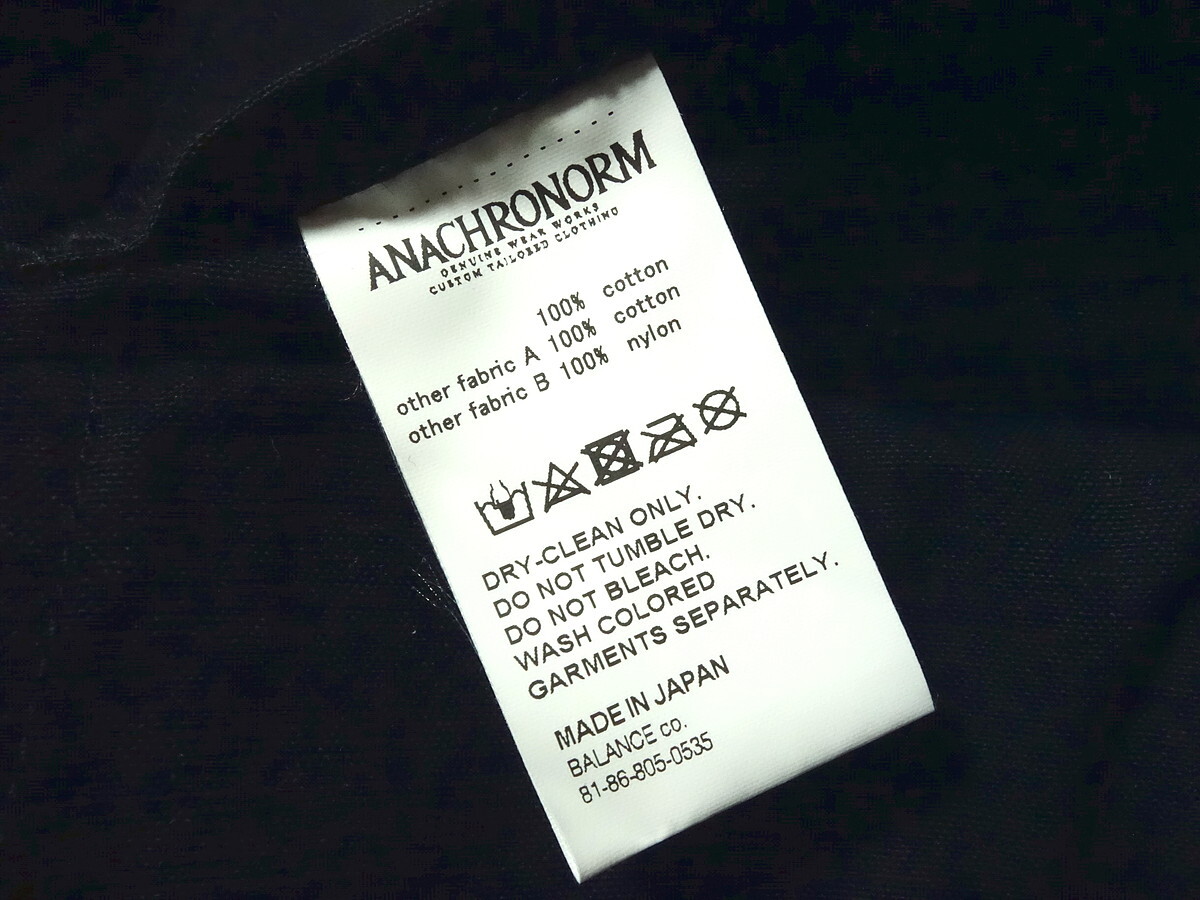 ANACHRONORM
GENUINE WEAR WORKS
CUSTOM TAILORED CLOTHING
100% cotton
other fabric A 100% cotton
other fabric B 100% nylon
DRY-CLEAN ONLY.
DO NOT TUMBLE DRY.
DO NOT BLEACH.
WASH COLORED
GARMENTS SEPARATELY.
MADE IN JAPAN
BALANCE co.
81-86-805-0535